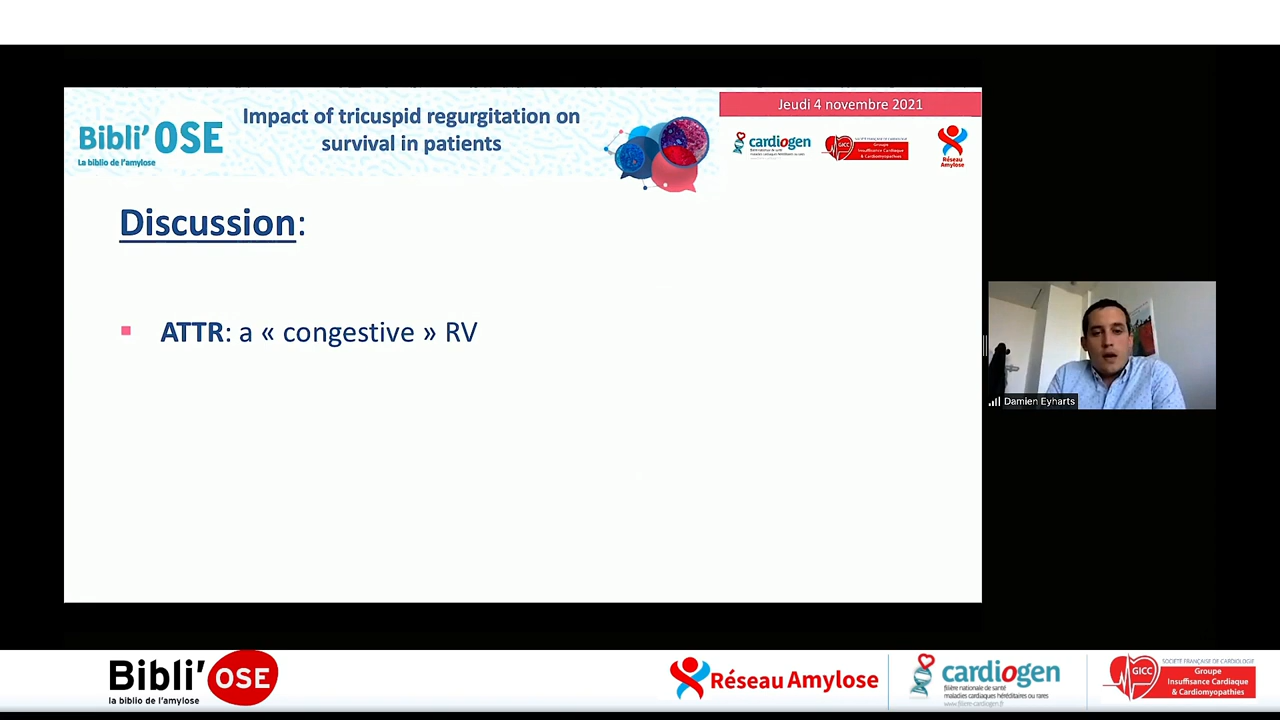 Bibli' OSE
La biblio de l'amylose
Impact of tricuspid regurgitation on
survival in patients
Jeudi 4 novembre 2021
cardiogen
GICC
Groupe
Insuffisance Cardiaque
& Cardiomyopathies
Réseau
Amylose
Discussion:
ATTR: a « congestive » RV
Damien Eyharts
Bibli' OSE
la biblio de l'amylose
Réseau Amylose
cardiogen
filière nationale de santé
maladies cardiaques héréditaires ou rares
www.filiere-cardiogen.fr
GICC
SOCIÉTÉ FRANÇAISE DE CARDIOLOGIE
Groupe
Insuffisance Cardiaque
& Cardiomyopathies